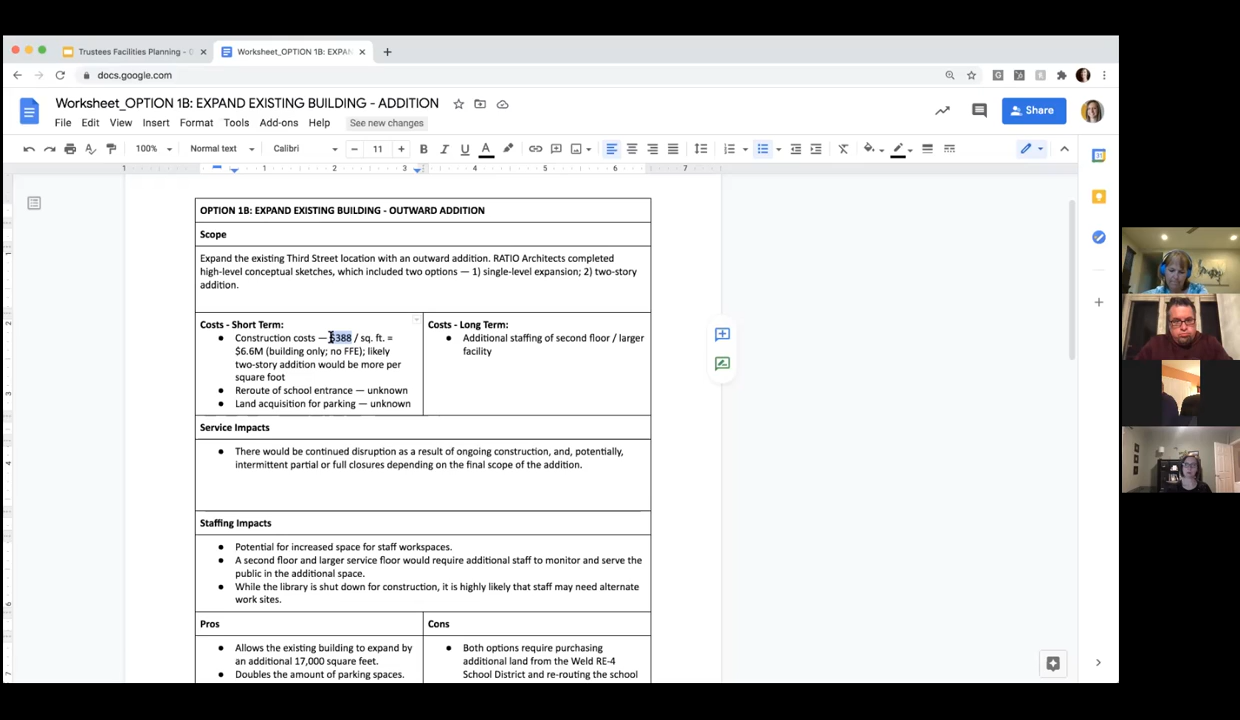 Trustees Facilities Planning - 
Worksheet_OPTION 1B: EXPAN
docs.google.com
Worksheet_OPTION 1B: EXPAND EXISTING BUILDING - ADDITION
Share
File Edit View Insert Format Tools Add-ons Help See new changes
100% Normal text Calibri 11
1 1 2 3 4 5 6 7
OPTION 1B: EXPAND EXISTING BUILDING - OUTWARD ADDITION
Scope
Expand the existing Third Street location with an outward addition. RATIO Architects completed
high-level conceptual sketches, which included two options — 1) single-level expansion; 2) two-story
addition.
Costs - Short Term:
● Construction costs — $388 / sq. ft. =
$6.6M (building only; no FFE); likely
two-story addition would be more per
square foot
● Reroute of school entrance — unknown
● Land acquisition for parking — unknown
Costs - Long Term:
● Additional staffing of second floor / larger
facility
Service Impacts
● There would be continued disruption as a result of ongoing construction, and, potentially,
intermittent partial or full closures depending on the final scope of the addition.
Staffing Impacts
● Potential for increased space for staff workspaces.
● A second floor and larger service floor would require additional staff to monitor and serve the
public in the additional space.
● While the library is shut down for construction, it is highly likely that staff may need alternate
work sites.
Pros
● Allows the existing building to expand by
an additional 17,000 square feet.
● Doubles the amount of parking spaces.
Cons
● Both options require purchasing
additional land from the Weld RE-4
School District and re-routing the school